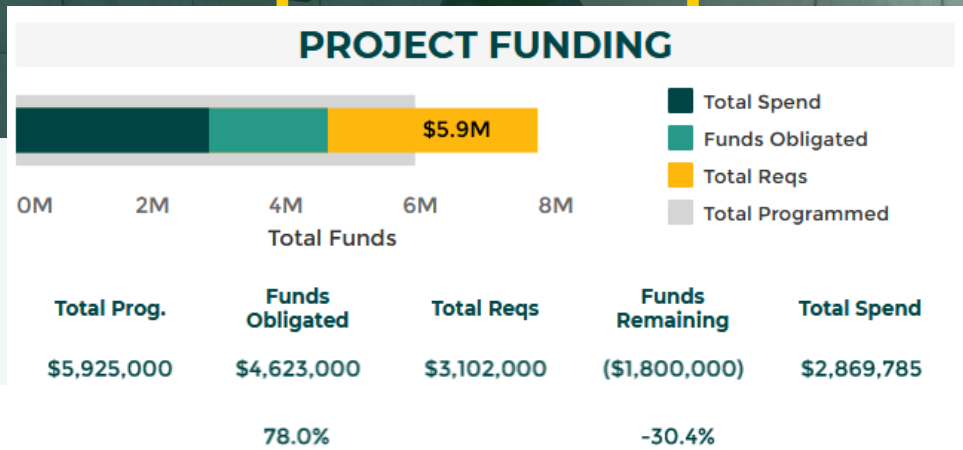 PROJECT FUNDING
$5.9M
0M 2M 4M 6M 8M
Total Funds
Total Spend
Funds Obligated
Total Reqs
Total Programmed
Total Prog. Funds Obligated Total Reqs Funds Remaining Total Spend
$5,925,000 $4,623,000 $3,102,000 ($1,800,000) $2,869,785
78.0% -30.4%